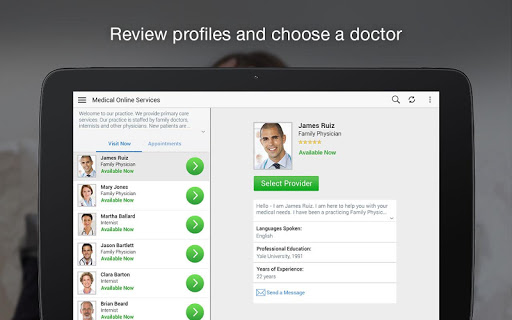 Review profiles and choose a doctor
Medical Online Services
Welcome to our practice. We provide primary care
services. Our practice is staffed by family doctors,
internists and other physicians. New patients are...
Visit Now
Appointments
James Ruiz
Family Physician
Available Now
Mary Jones
Family Physician
Available Now
Martha Ballard
Internist
Available Now
Jason Bartlett
Family Physician
Available Now
Clara Barton
Internist
Available Now
Brian Beard
Family Physician
Available Now
James Ruiz
Family Physician
Available Now
Select Provider
Hello - I am James Ruiz. I am here to help you with your
medical needs. I have been a practicing Family Physic...
Languages Spoken:
English
Professional Education:
Yale University, 1991
Years of Experience:
22 years
Send a Message